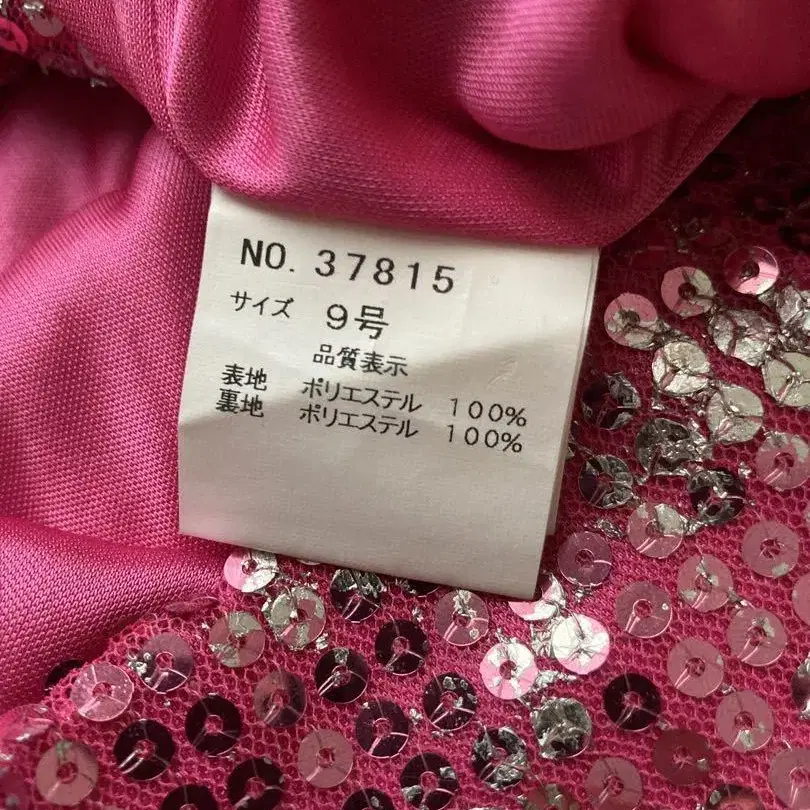 NO. 37815
サイズ 9号
品質表示
表地 ポリエステル 100%
裏地 ポリエステル 100%